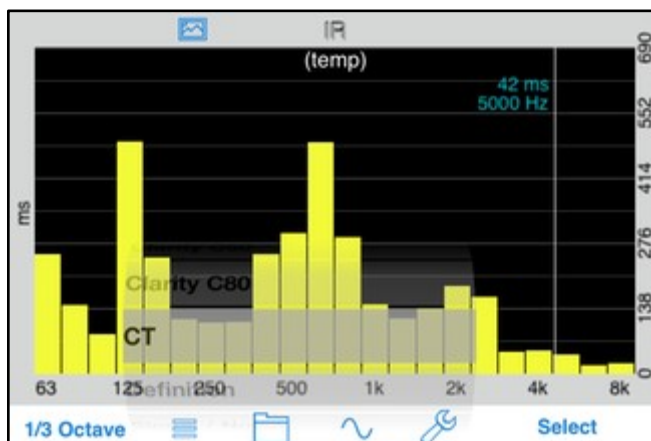 IR
(temp)
42 ms
5000 Hz
690
552
414
276
138
0
ms
Clarity C80
CT
Definition
63 125 250 500 1k 2k 4k 8k
1/3 Octave
Select